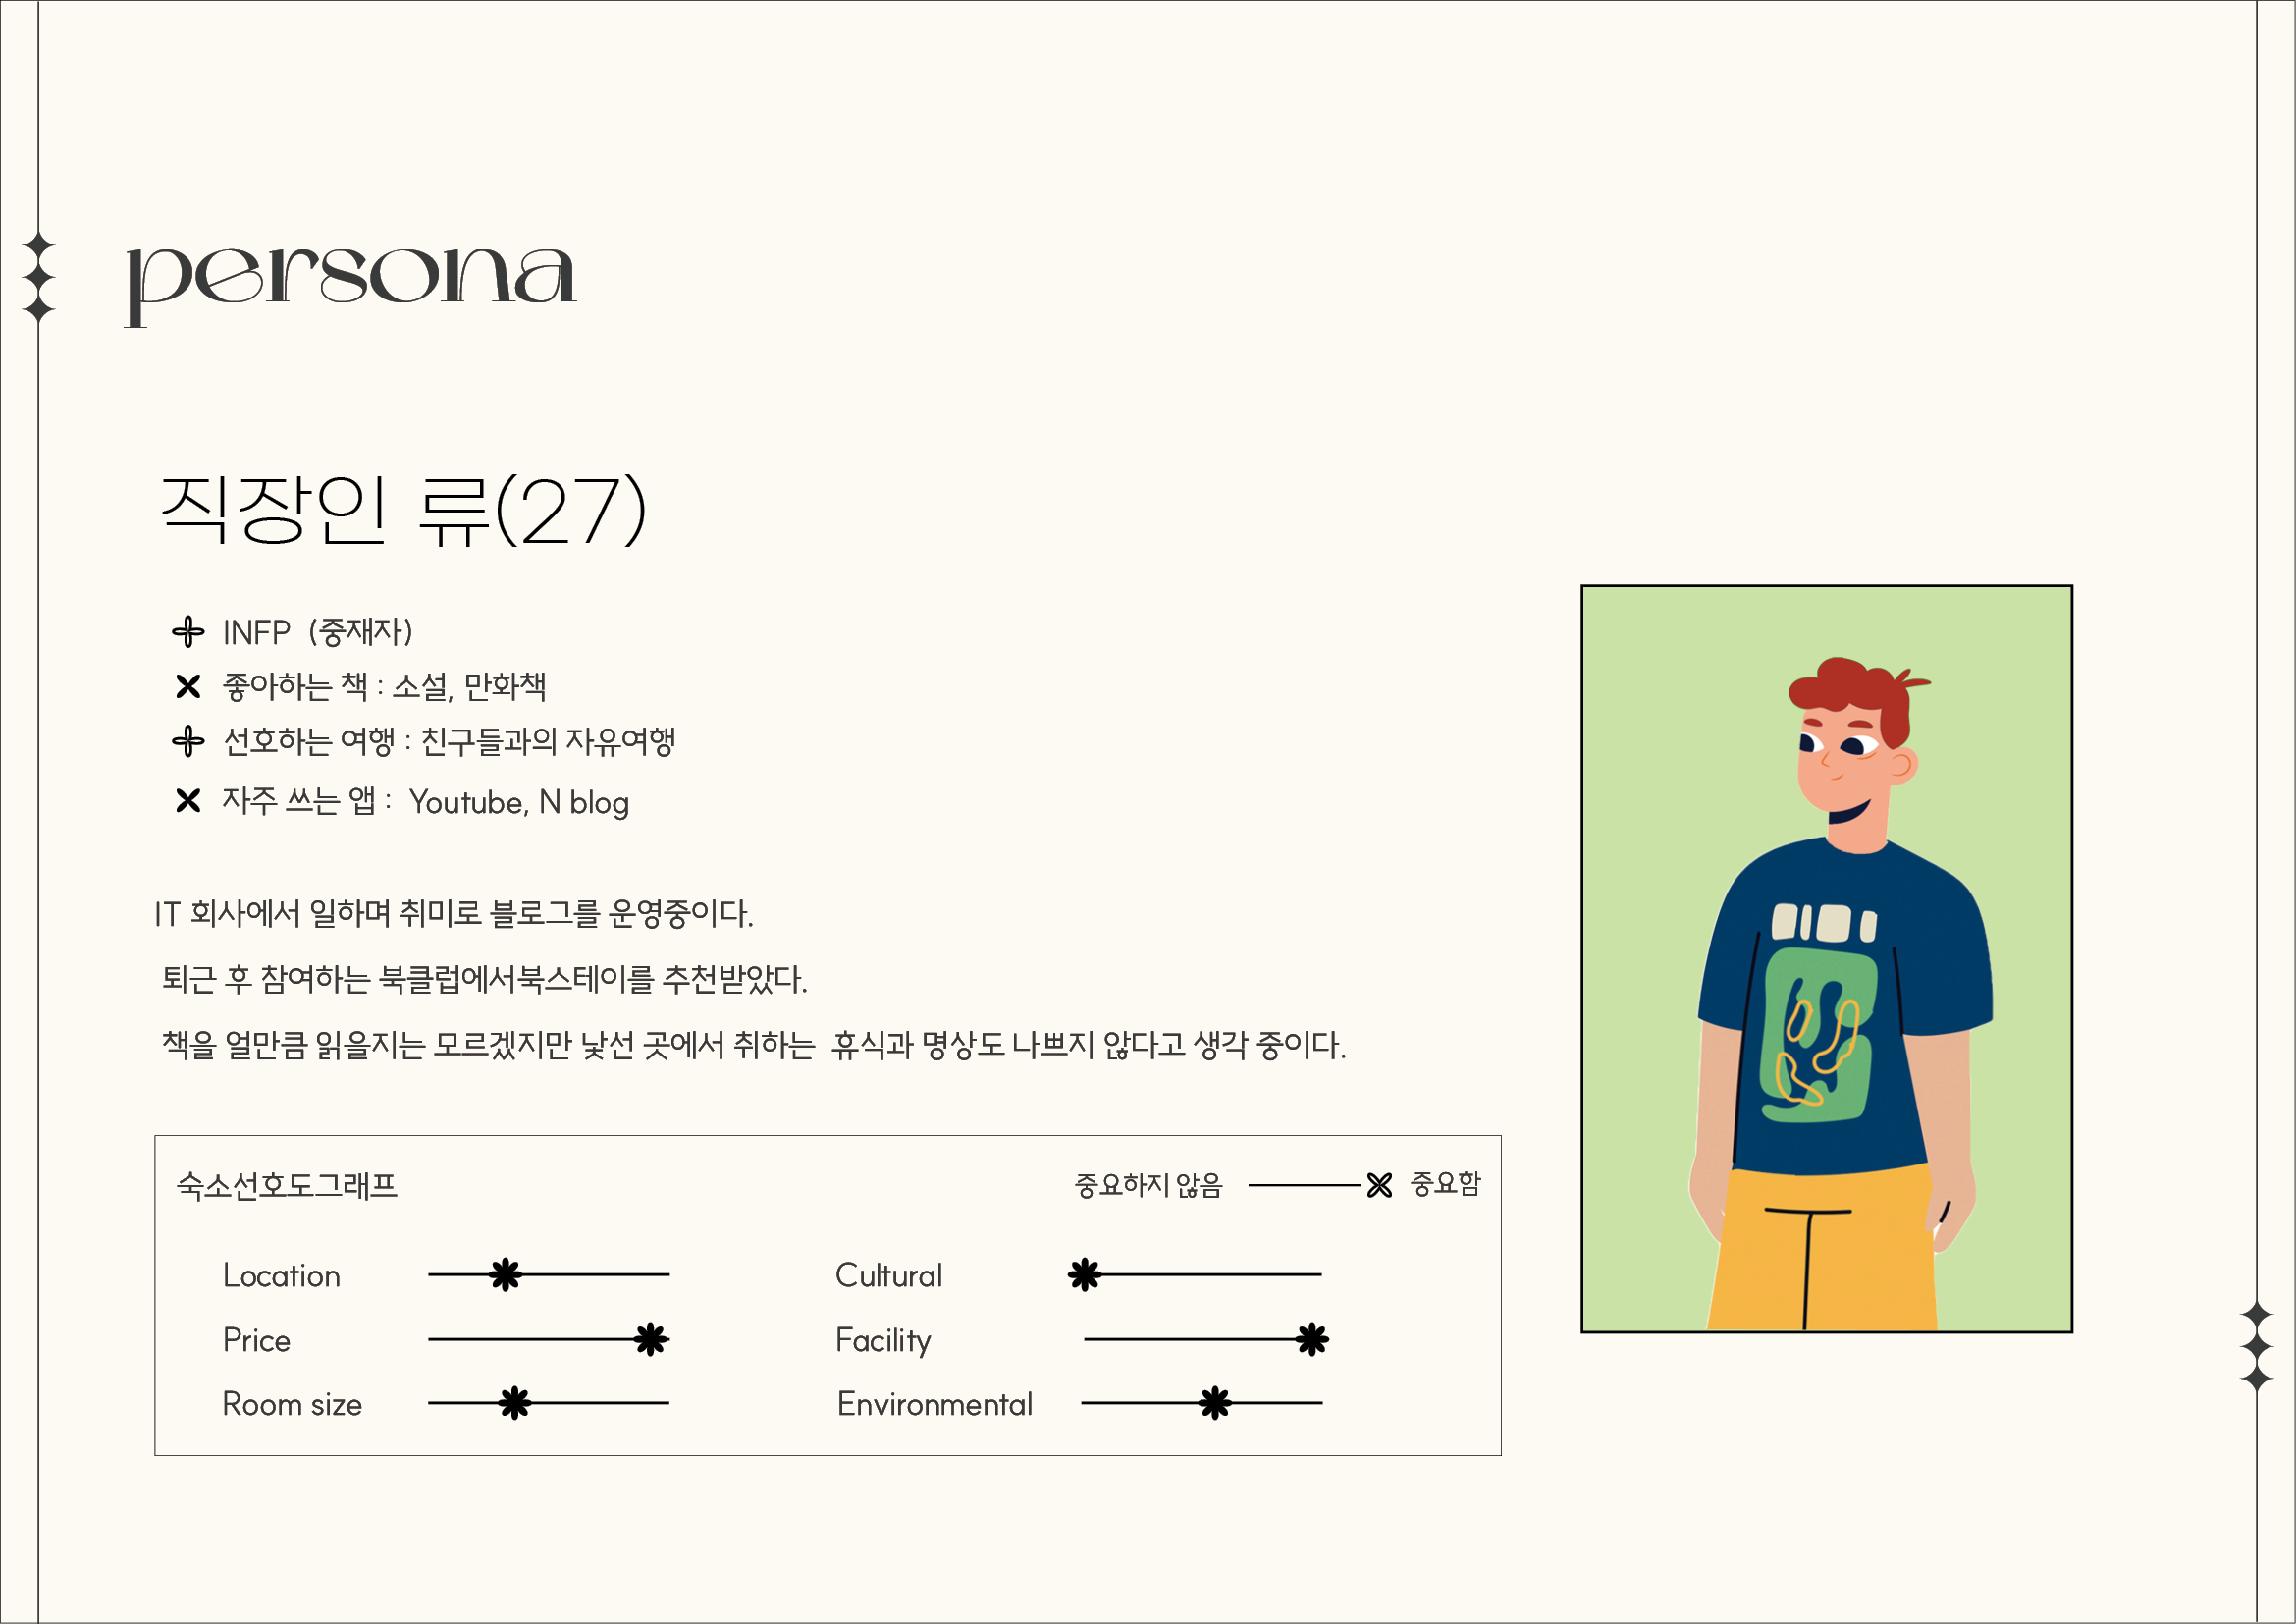 persona
직장인 류(27)
INFP (중재자)
좋아하는 책 : 소설, 만화책
선호하는 여행 : 친구들과의 자유여행
자주 쓰는 앱 : Youtube, N blog
IT 회사에서 일하며 취미로 블로그를 운영중이다.
퇴근 후 참여하는 북클럽에서북스테이를 추천받았다.
책을 얼만큼 읽을지는 모르겠지만 낯선 곳에서 취하는 휴식과 명상도 나쁘지 않다고 생각 중이다.
숙소선호도그래프
중요하지 않음 중요함
Location Cultural
Price Facility
Room size Environmental